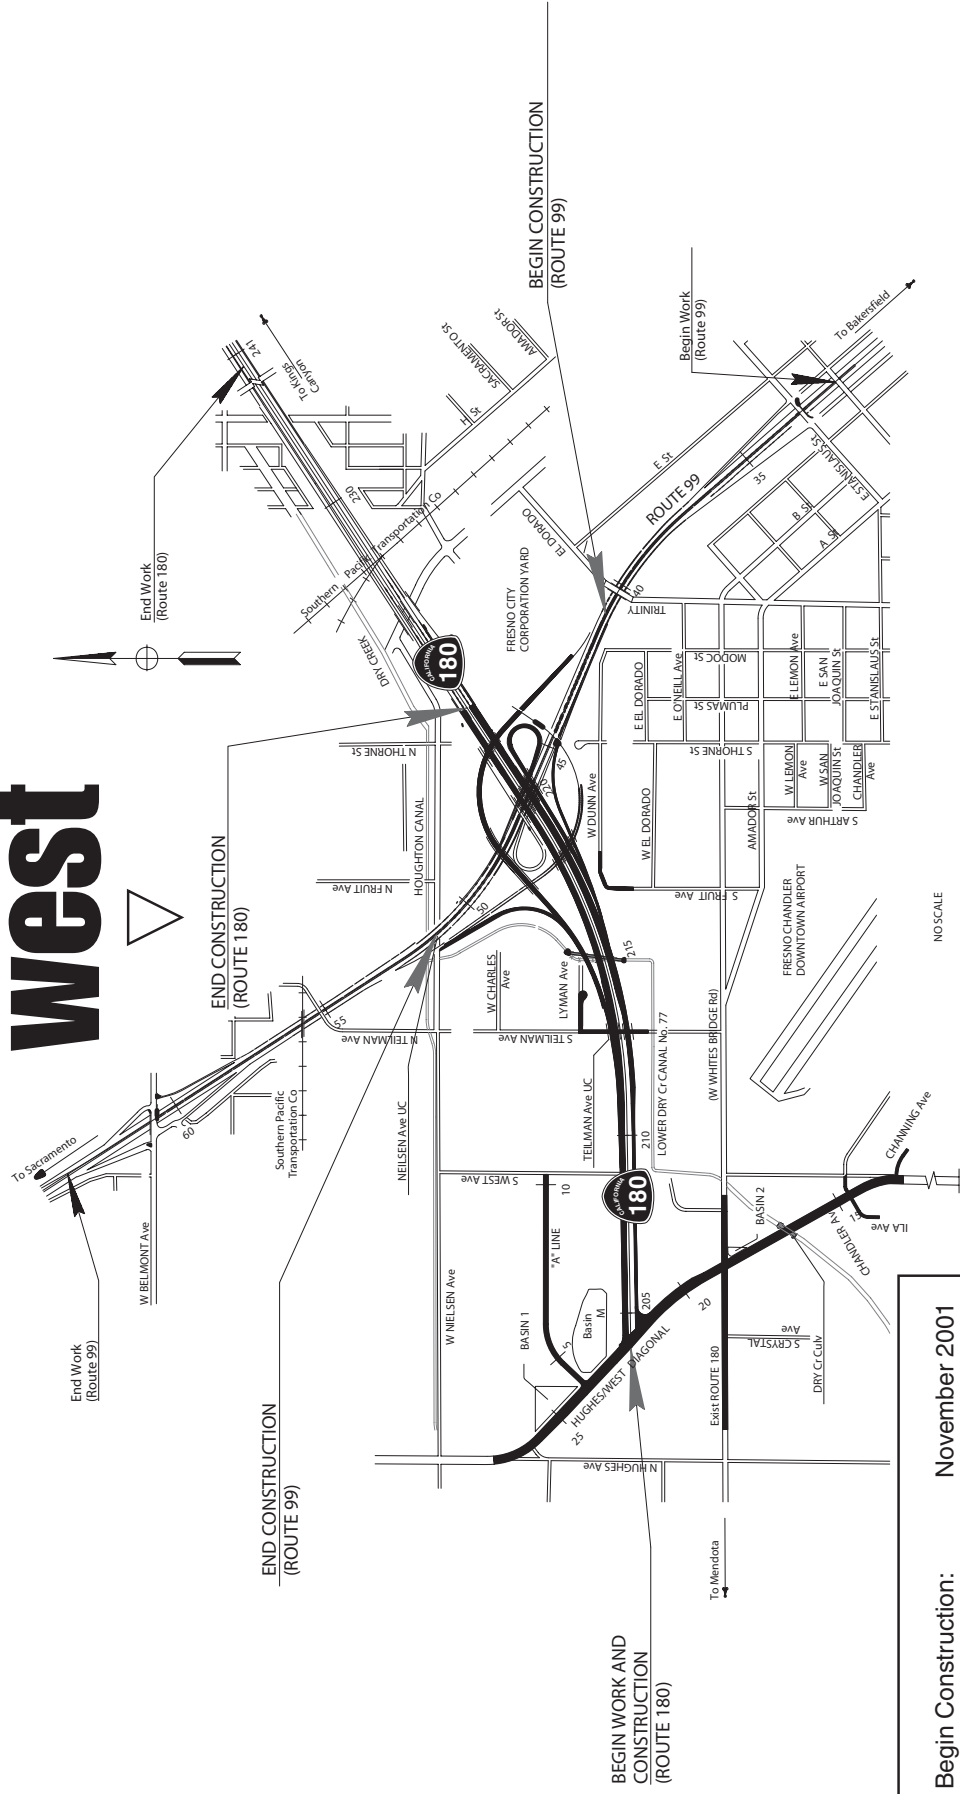 West
To Sacramento
End Work
(Route 99)
W BELMONT Ave
60
55
Southern Pacific
Transportation Co
N TEILMAN Ave
END CONSTRUCTION
(ROUTE 180)
END CONSTRUCTION
(ROUTE 99)
End Work
(Route 180)
241
To Kings
Canyon
230
Southern Pacific Transportation Co
DRY CREEK
H St
SACRAMENTO St
AMADOR St
BEGIN CONSTRUCTION
(ROUTE 99)
Begin Work
(Route 99)
To Bakersfield
CALIFORNIA
180
N THORNE St
N FRUIT Ave
HOUGHTON CANAL
NEILSEN Ave UC
W NIELSEN Ave
50
220
45
FRESNO CITY
CORPORATION YARD
EL DORADO
E St
ROUTE 99
35
40
TRINITY
E STANISLAUS St
B St
A St
W CHARLES
Ave
LYMAN Ave
S TEILMAN Ave
215
TEILMAN Ave UC
210
LOWER DRY Cr CANAL No. 77
S WEST Ave
10
"A" LINE
5
BASIN 1
Basin
M
205
CALIFORNIA
180
HUGHES/WEST DIAGONAL
25
20
N HUGHES Ave
W DUNN Ave
W EL DORADO
E EL DORADO
E O'NEILL Ave
MODOC St
PLUMAS St
S THORNE St
E LEMON Ave
E SAN
JOAQUIN St
E STANISLAUS St
W LEMON
Ave
W SAN
JOAQUIN St
CHANDLER
Ave
S ARTHUR Ave
AMADOR St
S FRUIT Ave
FRESNO CHANDLER
DOWNTOWN AIRPORT
NO SCALE
(W WHITES BRIDGE Rd)
BASIN 2
CHANNING Ave
15
ILA Ave
CHANDLER AV
Exist ROUTE 180
S CRYSTAL
Ave
DRY Cr Culv
To Mendota
BEGIN WORK AND
CONSTRUCTION
(ROUTE 180)
Begin Construction: November 2001